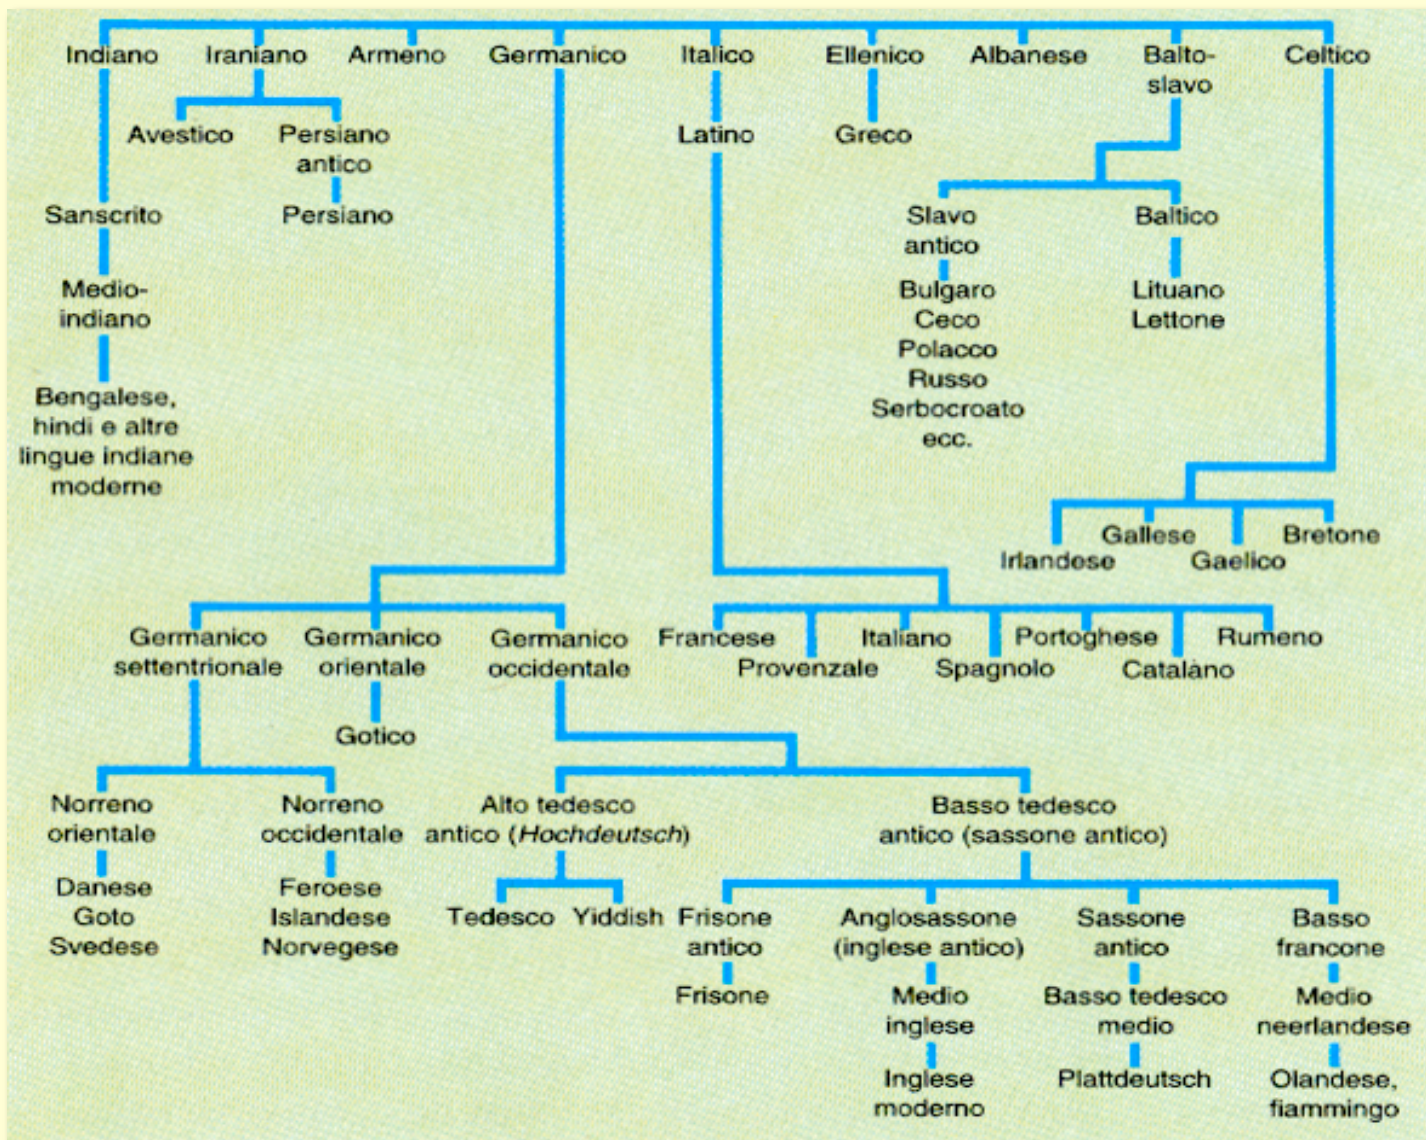 Indiano Iraniano Armeno Germanico Italico Ellenico Albanese Balto-
slavo
Celtico
Avestico Persiano
antico
Latino Greco
Sanscrito Persiano
Slavo
antico
Baltico
Medio-
indiano
Bulgaro
Ceco
Polacco
Russo
Serbocroato
ecc.
Lituano
Lettone
Bengalese,
hindi e altre
lingue indiane
moderne
Irlandese
Gallese
Gaelico
Bretone
Germanico
settentrionale
Germanico
orientale
Germanico
occidentale
Francese
Provenzale
Italiano
Spagnolo
Portoghese
Catalano
Rumeno
Gotico
Norreno
orientale
Norreno
occidentale
Alto tedesco
antico (Hochdeutsch)
Basso tedesco
antico (sassone antico)
Danese
Goto
Svedese
Feroese
Islandese
Norvegese
Tedesco
Yiddish
Frisone
antico
Anglosassone
(inglese antico)
Sassone
antico
Basso
francone
Frisone
Medio
inglese
Basso tedesco
medio
Medio
neerlandese
Inglese
moderno
Plattdeutsch
Olandese,
fiammingo